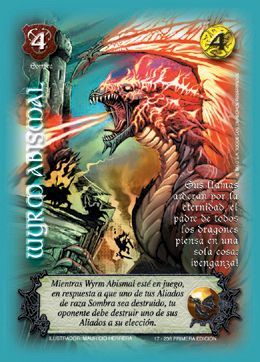 4
4
Sombra
WYRM ABISMAL
Sus llamas
arderán por la
eternidad, el
padre de todos
los dragones
piensa en una
sola cosa:
¡venganza!
Mientras Wyrm Abismal esté en juego,
en respuesta a que uno de tus Aliados
de raza Sombra sea destruido, tu
oponente debe destruir uno de sus
Aliados a su elección.
ILUSTRADOR: MAURICIO HERRERA
17 - 206 PRIMERA EDICIÓN